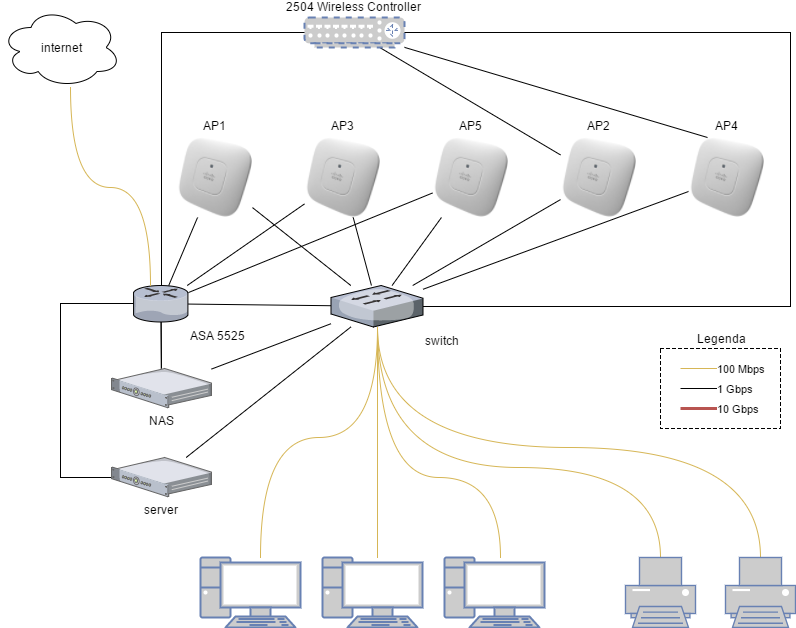 2504 Wireless Controller
internet
AP1
AP3
AP5
AP2
AP4
ASA 5525
switch
NAS
server
Legenda
100 Mbps
1 Gbps
10 Gbps